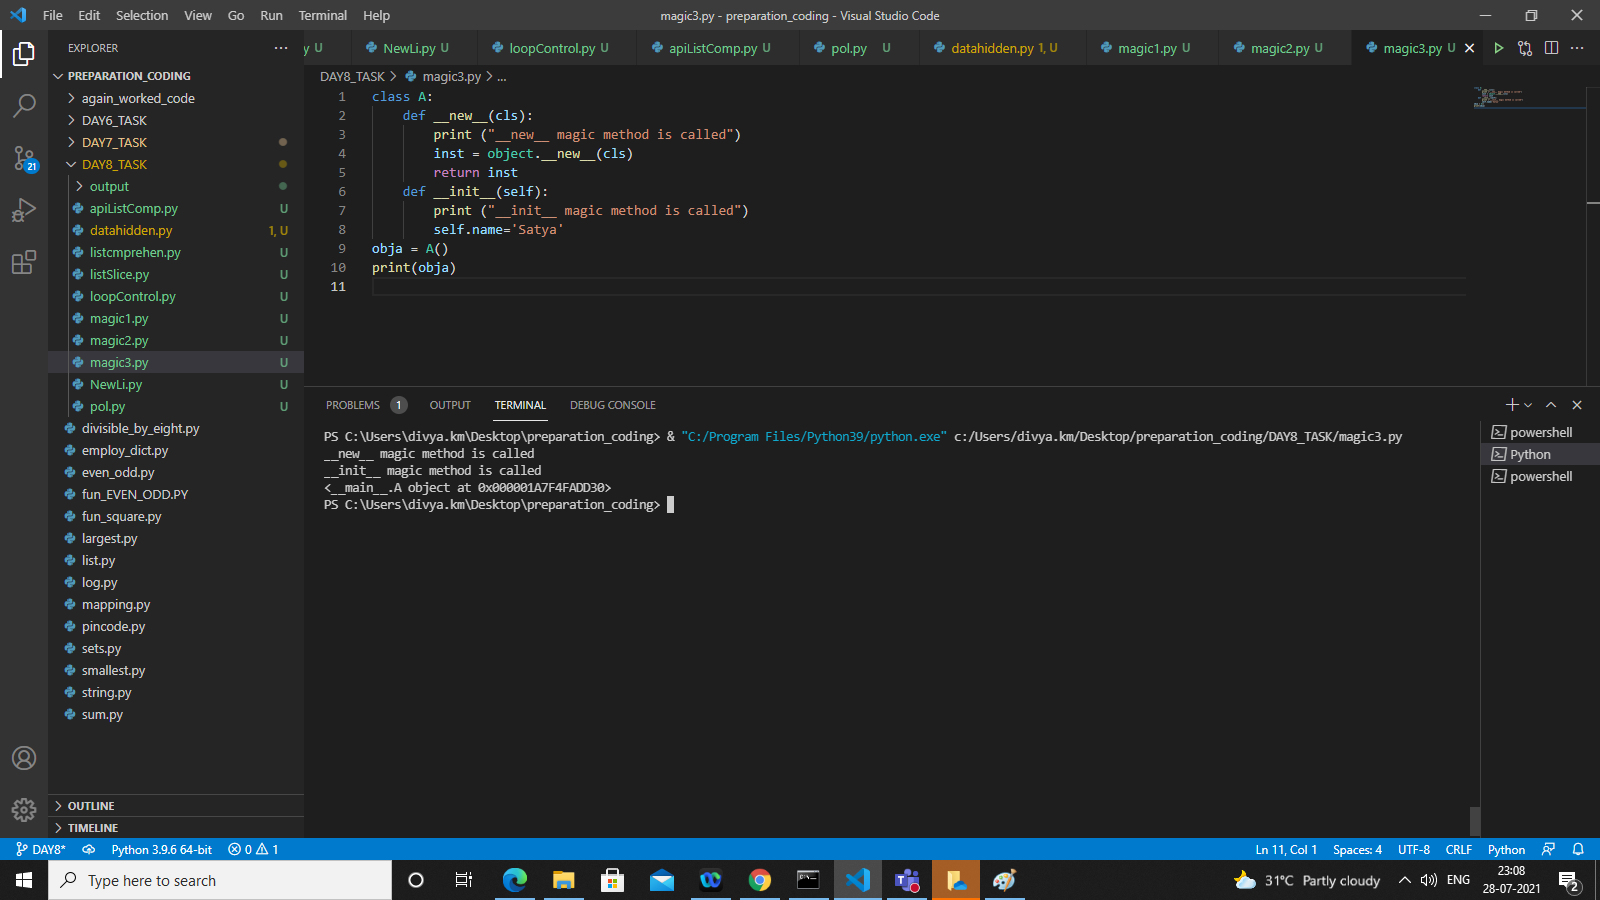 File Edit Selection View Go Run Terminal Help
magic3.py - preparation_coding - Visual Studio Code
EXPLORER
y U NewLi.py U loopControl.py U apiListComp.py U pol.py U datahidden.py 1, U magic1.py U magic2.py U magic3.py U
PREPARATION_CODING
again_worked_code
DAY6_TASK
DAY7_TASK
DAY8_TASK
output
apiListComp.py U
datahidden.py 1, U
listcmprehen.py U
listSlice.py U
loopControl.py U
magic1.py U
magic2.py U
magic3.py U
NewLi.py U
pol.py U
divisible_by_eight.py
employ_dict.py
even_odd.py
fun_EVEN_ODD.PY
fun_square.py
largest.py
list.py
log.py
mapping.py
pincode.py
sets.py
smallest.py
string.py
sum.py
OUTLINE
TIMELINE
21
DAY8_TASK > magic3.py > ...
1 class A:
2 def __new__(cls):
3 print ("__new__ magic method is called")
4 inst = object.__new__(cls)
5 return inst
6 def __init__(self):
7 print ("__init__ magic method is called")
8 self.name='Satya'
9 obja = A()
10 print(obja)
11
PROBLEMS 1 OUTPUT TERMINAL DEBUG CONSOLE
PS C:\Users\divya.km\Desktop\preparation_coding> & "C:/Program Files/Python39/python.exe" c:/Users/divya.km/Desktop/preparation_coding/DAY8_TASK/magic3.py
__new__ magic method is called
__init__ magic method is called
<__main__.A object at 0x000001A7F4FADD30>
PS C:\Users\divya.km\Desktop\preparation_coding>
powershell
Python
powershell
DAY8* Python 3.9.6 64-bit 0 1 Ln 11, Col 1 Spaces: 4 UTF-8 CRLF Python
Type here to search
31°C Partly cloudy ENG
23:08
28-07-2021
2